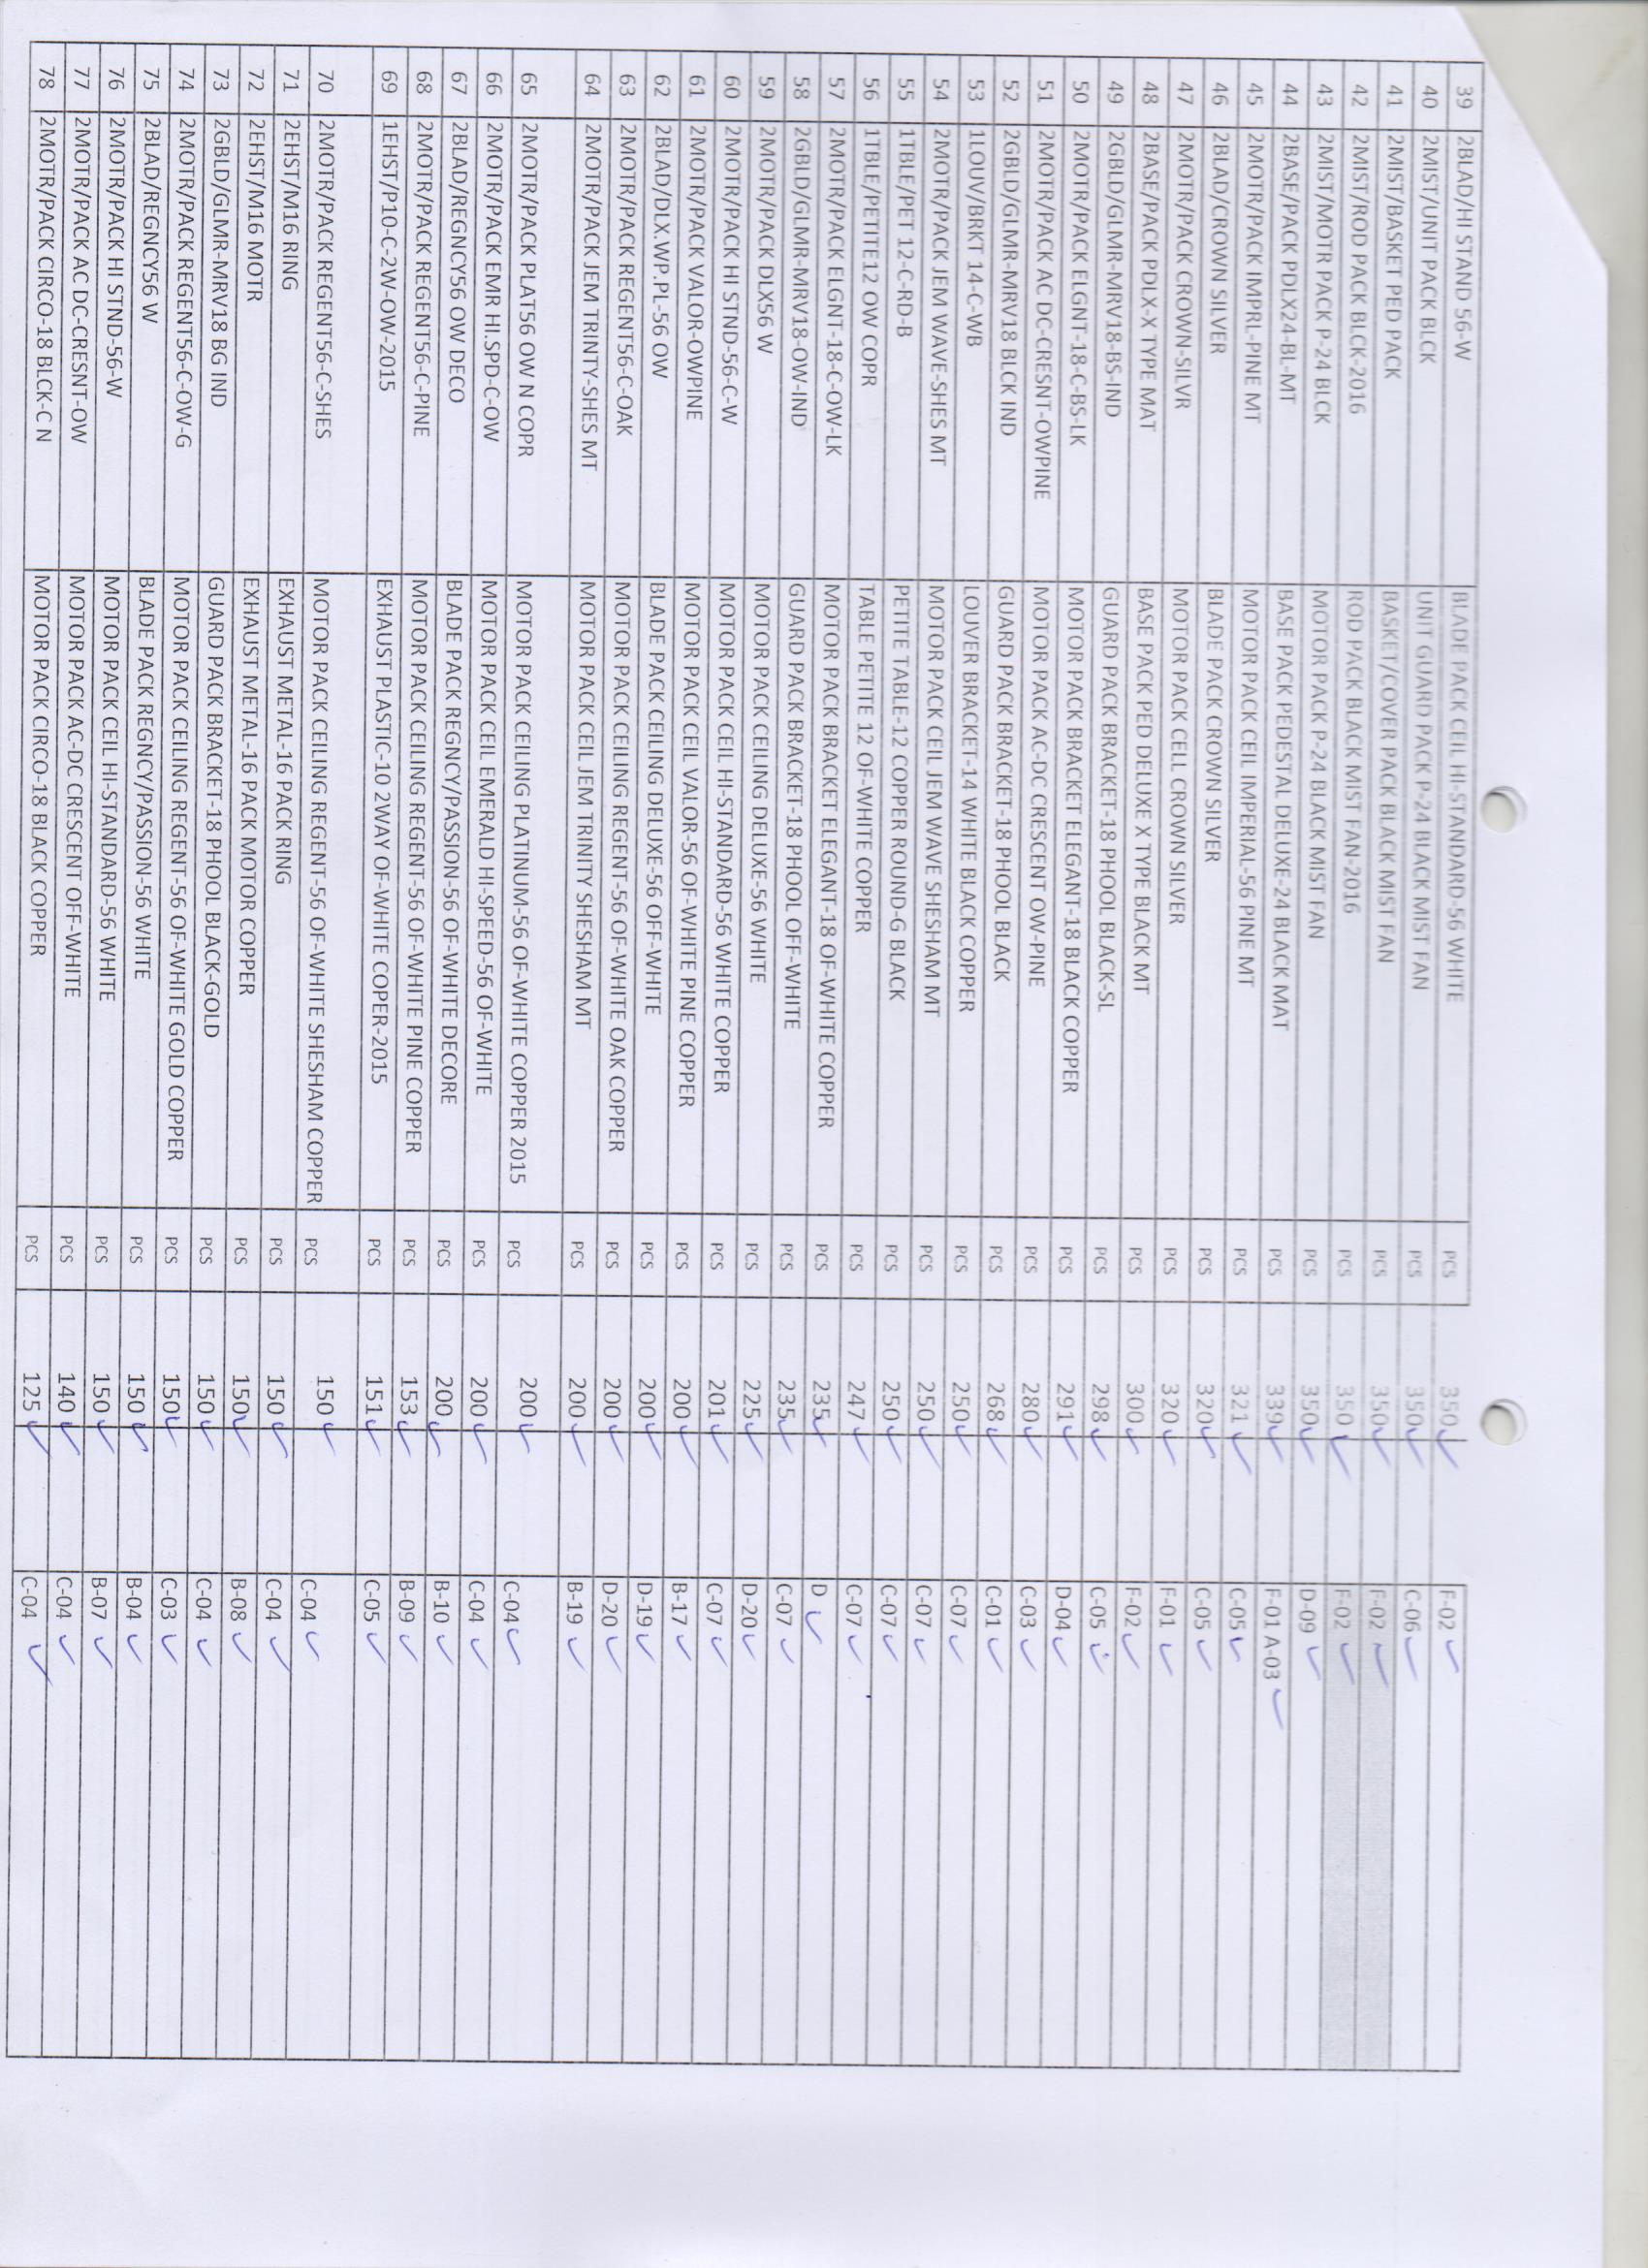 39 2BLAD/HI STAND 56-W BLADE PACK CEIL HI-STANDARD-56 WHITE PCS 350 F-02
40 2MIST/UNIT PACK BLCK UNIT GUARD PACK P-24 BLACK MIST FAN PCS 350 C-06
41 2MIST/BASKET PED PACK BASKET/COVER PACK BLACK MIST FAN PCS 350 F-02
42 2MIST/ROD PACK BLCK-2016 ROD PACK BLACK MIST FAN-2016 PCS 350 F-02
43 2MIST/MOTR PACK P-24 BLCK MOTOR PACK P-24 BLACK MIST FAN PCS 350 D-09
44 2BASE/PACK PDLX24-BL-MT BASE PACK PEDESTAL DELUXE-24 BLACK MAT PCS 339 F-01 A-03
45 2MOTR/PACK IMPRL-PINE MT MOTOR PACK CEIL IMPERIAL-56 PINE MT PCS 321 C-05
46 2BLAD/CROWN SILVER BLADE PACK CROWN SILVER PCS 320 C-05
47 2MOTR/PACK CROWN-SILVR MOTOR PACK CELL CROWN SILVER PCS 320 F-01
48 2BASE/PACK PDLX-X TYPE MAT BASE PACK PED DELUXE X TYPE BLACK MT PCS 300 F-02
49 2GBLD/GLMR-MRV18-BS-IND GUARD PACK BRACKET-18 PHOOL BLACK-SL PCS 298 C-05
50 2MOTR/PACK ELGNT-18-C-BS-LK MOTOR PACK BRACKET ELEGANT-18 BLACK COPPER PCS 291 D-04
51 2MOTR/PACK AC DC-CRESNT-OWPINE MOTOR PACK AC-DC CRESCENT OW-PINE PCS 280 C-03
52 2GBLD/GLMR-MRV18 BLCK IND GUARD PACK BRACKET-18 PHOOL BLACK PCS 268 C-01
53 1LOUV/BRKT 14-C-WB LOUVER BRACKET-14 WHITE BLACK COPPER PCS 250 C-07
54 2MOTR/PACK JEM WAVE-SHES MT MOTOR PACK CEIL JEM WAVE SHESHAM MT PCS 250 C-07
55 1TBLE/PET 12-C-RD-B PETITE TABLE-12 COPPER ROUND-G BLACK PCS 250 C-07
56 1TBLE/PETITE12 OW COPR TABLE PETITE 12 OF-WHITE COPPER PCS 247 C-07
57 2MOTR/PACK ELGNT-18-C-OW-LK MOTOR PACK BRACKET ELEGANT-18 OF-WHITE COPPER PCS 235 D
58 2GBLD/GLMR-MRV18-OW-IND GUARD PACK BRACKET-18 PHOOL OFF-WHITE PCS 235 C-07
59 2MOTR/PACK DLX56 W MOTOR PACK CEILING DELUXE-56 WHITE PCS 225 D-20
60 2MOTR/PACK HI STND-56-C-W MOTOR PACK CEIL HI-STANDARD-56 WHITE COPPER PCS 201 C-07
61 2MOTR/PACK VALOR-OWPINE MOTOR PACK CEIL VALOR-56 OF-WHITE PINE COPPER PCS 200 B-17
62 2BLAD/DLX.WP.PL-56 OW BLADE PACK CEILING DELUXE-56 OFF-WHITE PCS 200 D-19
63 2MOTR/PACK REGENT56-C-OAK MOTOR PACK CEILING REGENT-56 OF-WHITE OAK COPPER PCS 200 D-20
64 2MOTR/PACK JEM TRINTY-SHES MT MOTOR PACK CEIL JEM TRINITY SHESHAM MT PCS 200 B-19
65 2MOTR/PACK PLAT56 OW N COPR MOTOR PACK CEILING PLATINUM-56 OF-WHITE COPPER 2015 PCS 200 C-04
66 2MOTR/PACK EMR HI.SPD-C-OW MOTOR PACK CEIL EMERALD HI-SPEED-56 OF-WHITE PCS 200 C-04
67 2BLAD/REGNCY56 OW DECO BLADE PACK REGNCY/PASSION-56 OF-WHITE DECORE PCS 200 B-10
68 2MOTR/PACK REGENT56-C-PINE MOTOR PACK CEILING REGENT-56 OF-WHITE PINE COPPER PCS 153 B-09
69 1EHST/P10-C-2W-OW-2015 EXHAUST PLASTIC-10 2WAY OF-WHITE COPER-2015 PCS 151 C-05
70 2MOTR/PACK REGENT56-C-SHES MOTOR PACK CEILING REGENT-56 OF-WHITE SHESHAM COPPER PCS 150 C-04
71 2EHST/M16 RING EXHAUST METAL-16 PACK RING PCS 150 C-04
72 2EHST/M16 MOTR EXHAUST METAL-16 PACK MOTOR COPPER PCS 150 B-08
73 2GBLD/GLMR-MRV18 BG IND GUARD PACK BRACKET-18 PHOOL BLACK-GOLD PCS 150 C-04
74 2MOTR/PACK REGENT56-C-OW-G MOTOR PACK CEILING REGENT-56 OF-WHITE GOLD COPPER PCS 150 C-03
75 2BLAD/REGNCY56 W BLADE PACK REGNCY/PASSION-56 WHITE PCS 150 B-04
76 2MOTR/PACK HI STND-56-W MOTOR PACK CEIL HI-STANDARD-56 WHITE PCS 150 B-07
77 2MOTR/PACK AC DC-CRESNT-OW MOTOR PACK AC-DC CRESCENT OFF-WHITE PCS 140 C-04
78 2MOTR/PACK CIRCO-18 BLCK-C N MOTOR PACK CIRCO-18 BLACK COPPER PCS 125 C-04